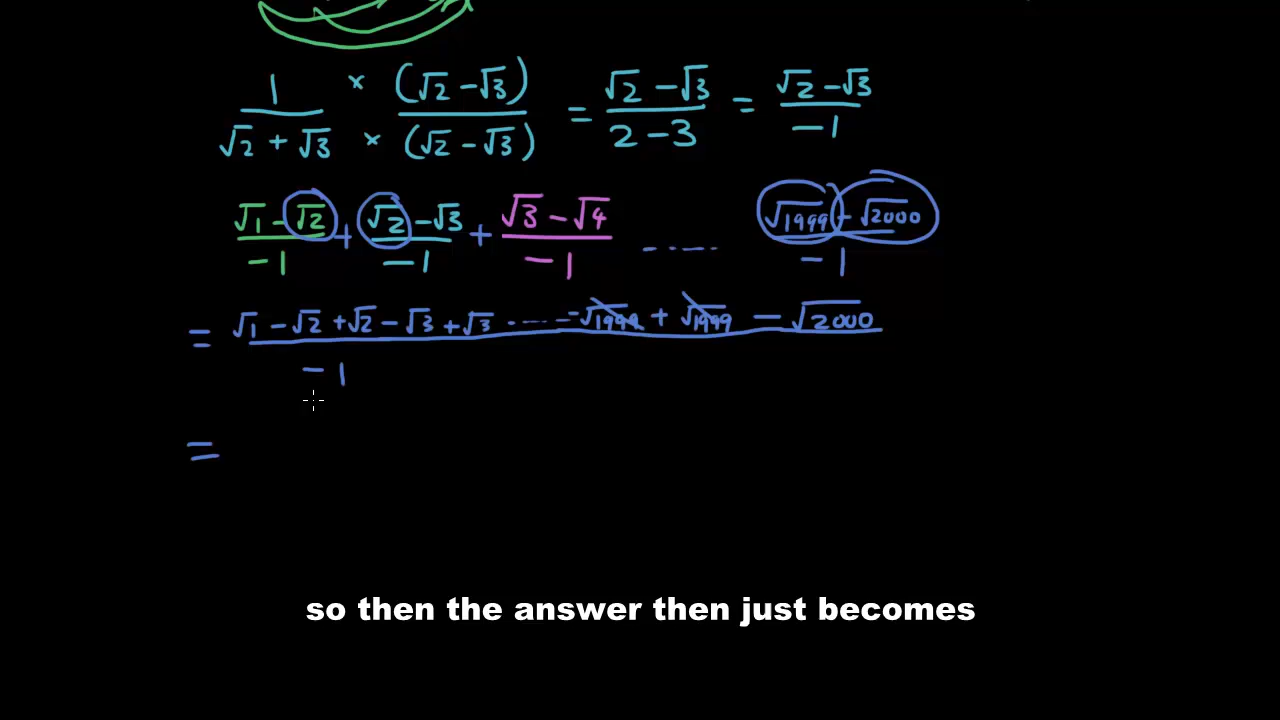 1/(√2 + √3) × (√2 − √3)/(√2 − √3) = (√2 − √3)/(2 − 3) = (√2 − √3)/−1
(√1 − √2)/−1 + (√2 − √3)/−1 + (√3 − √4)/−1 ...... (√1999 − √2000)/−1
= (√1 − √2 + √2 − √3 + √3 ...... − √1999 + √1999 − √2000)/−1
=
so then the answer then just becomes